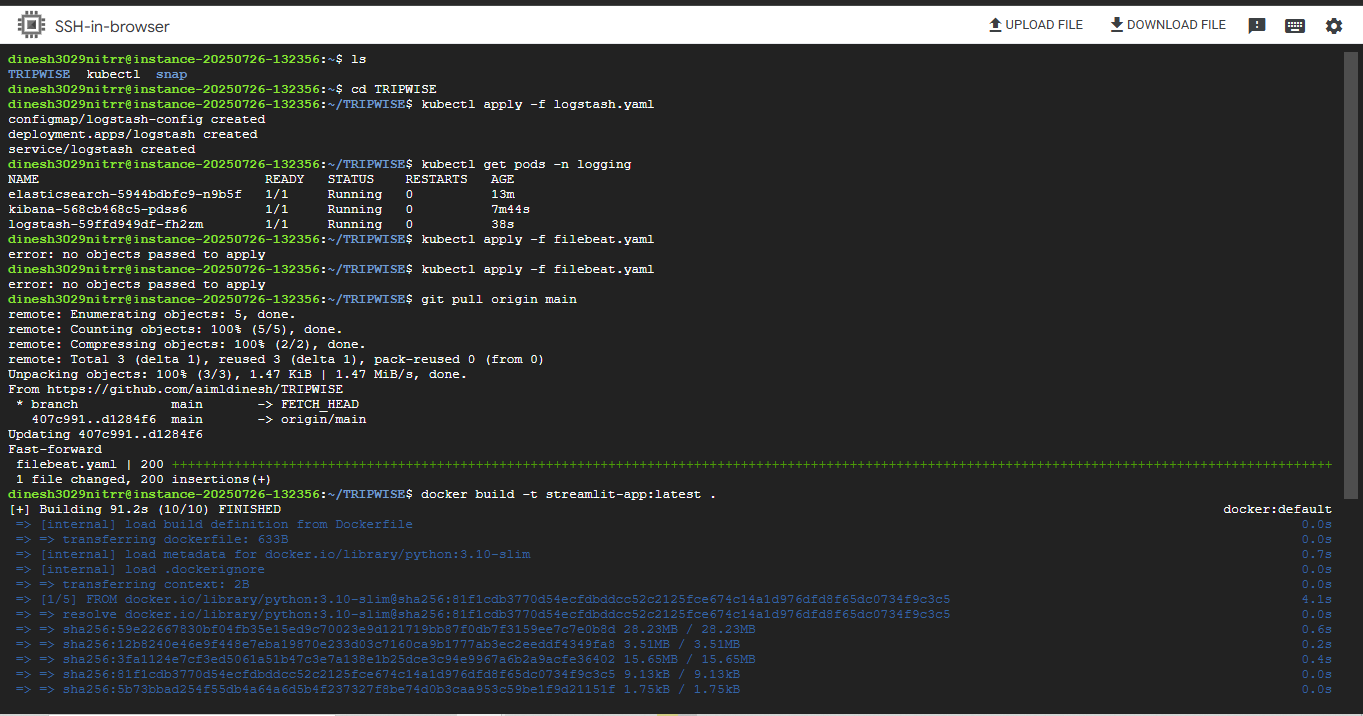 SSH-in-browser
UPLOAD FILE
DOWNLOAD FILE
dinesh3029nitrr@instance-20250726-132356:~$ ls
TRIPWISE kubectl snap
dinesh3029nitrr@instance-20250726-132356:~$ cd TRIPWISE
dinesh3029nitrr@instance-20250726-132356:~/TRIPWISE$ kubectl apply -f logstash.yaml
configmap/logstash-config created
deployment.apps/logstash created
service/logstash created
dinesh3029nitrr@instance-20250726-132356:~/TRIPWISE$ kubectl get pods -n logging
NAME READY STATUS RESTARTS AGE
elasticsearch-5944bdbfc9-n9b5f 1/1 Running 0 13m
kibana-568cb468c5-pdss6 1/1 Running 0 7m44s
logstash-59ffd949df-fh2zm 1/1 Running 0 38s
dinesh3029nitrr@instance-20250726-132356:~/TRIPWISE$ kubectl apply -f filebeat.yaml
error: no objects passed to apply
dinesh3029nitrr@instance-20250726-132356:~/TRIPWISE$ kubectl apply -f filebeat.yaml
error: no objects passed to apply
dinesh3029nitrr@instance-20250726-132356:~/TRIPWISE$ git pull origin main
remote: Enumerating objects: 5, done.
remote: Counting objects: 100% (5/5), done.
remote: Compressing objects: 100% (2/2), done.
remote: Total 3 (delta 1), reused 3 (delta 1), pack-reused 0 (from 0)
Unpacking objects: 100% (3/3), 1.47 KiB | 1.47 MiB/s, done.
From https://github.com/aimldinesh/TRIPWISE
* branch main -> FETCH_HEAD
407c991..d1284f6 main -> origin/main
Updating 407c991..d1284f6
Fast-forward
filebeat.yaml | 200 +++++++++++++++++++++++++++++++++++++++++++++++++++++++++++++++++++++++++++++++++++++++++++++++++++++++++++++++++++++++++++++++++++++++++++++++++++++
1 file changed, 200 insertions(+)
dinesh3029nitrr@instance-20250726-132356:~/TRIPWISE$ docker build -t streamlit-app:latest .
[+] Building 91.2s (10/10) FINISHED docker:default
=> [internal] load build definition from Dockerfile 0.0s
=> => transferring dockerfile: 633B 0.0s
=> [internal] load metadata for docker.io/library/python:3.10-slim 0.7s
=> [internal] load .dockerignore 0.0s
=> => transferring context: 2B 0.0s
=> [1/5] FROM docker.io/library/python:3.10-slim@sha256:81f1cdb3770d54ecfdbddcc52c2125fce674c14a1d976dfd8f65dc0734f9c3c5 4.1s
=> => resolve docker.io/library/python:3.10-slim@sha256:81f1cdb3770d54ecfdbddcc52c2125fce674c14a1d976dfd8f65dc0734f9c3c5 0.0s
=> => sha256:59e22667830bf04fb35e15ed9c70023e9d121719bb87f0db7f3159ee7c7e0b8d 28.23MB / 28.23MB 0.6s
=> => sha256:12b8240e46e9f448e7eba19870e233d03c7160ca9b1777ab3ec2eeddf4349fa8 3.51MB / 3.51MB 0.2s
=> => sha256:3fa1124e7cf3ed5061a51b47c3e7a138e1b25dce3c94e9967a6b2a9acfe36402 15.65MB / 15.65MB 0.4s
=> => sha256:81f1cdb3770d54ecfdbddcc52c2125fce674c14a1d976dfd8f65dc0734f9c3c5 9.13kB / 9.13kB 0.0s
=> => sha256:5b73bbad254f55db4a64a6d5b4f237327f8be74d0b3caa953c59be1f9d21151f 1.75kB / 1.75kB 0.0s